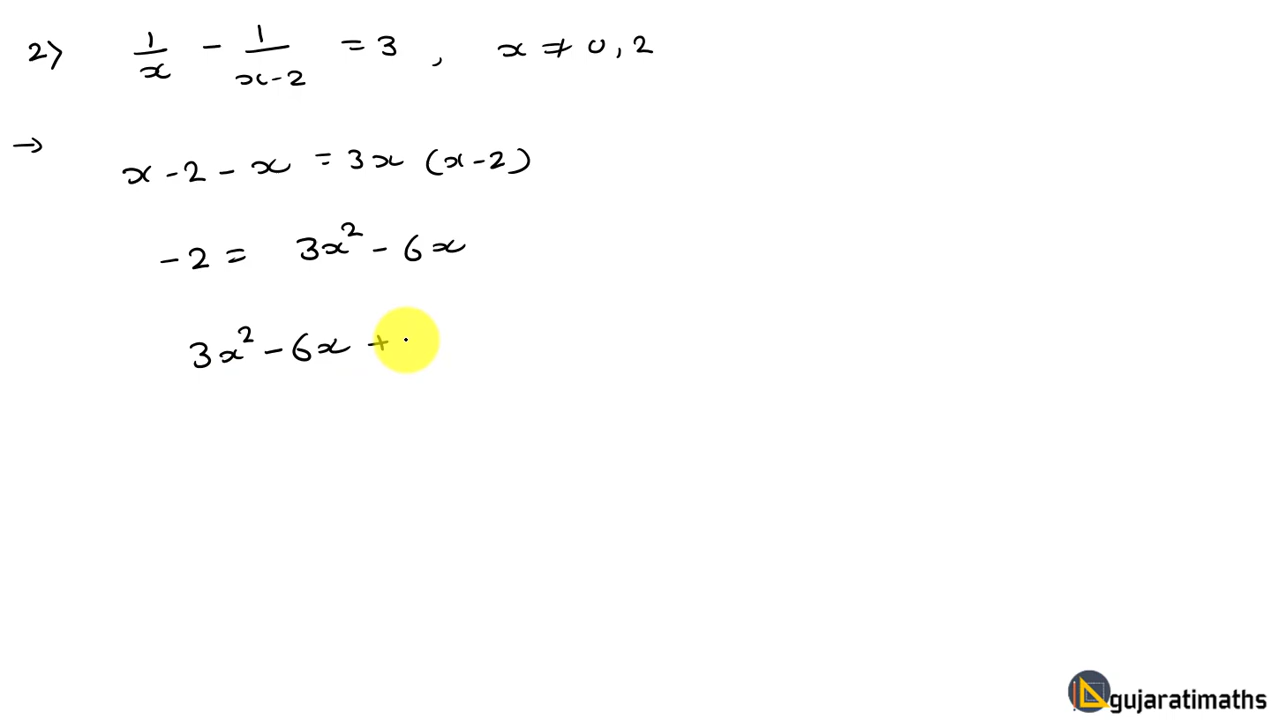 2) 1/x - 1/(x-2) = 3 , x ≠ 0, 2
→ x - 2 - x = 3x (x-2)
-2 = 3x² - 6x
3x² - 6x +
gujaratimaths